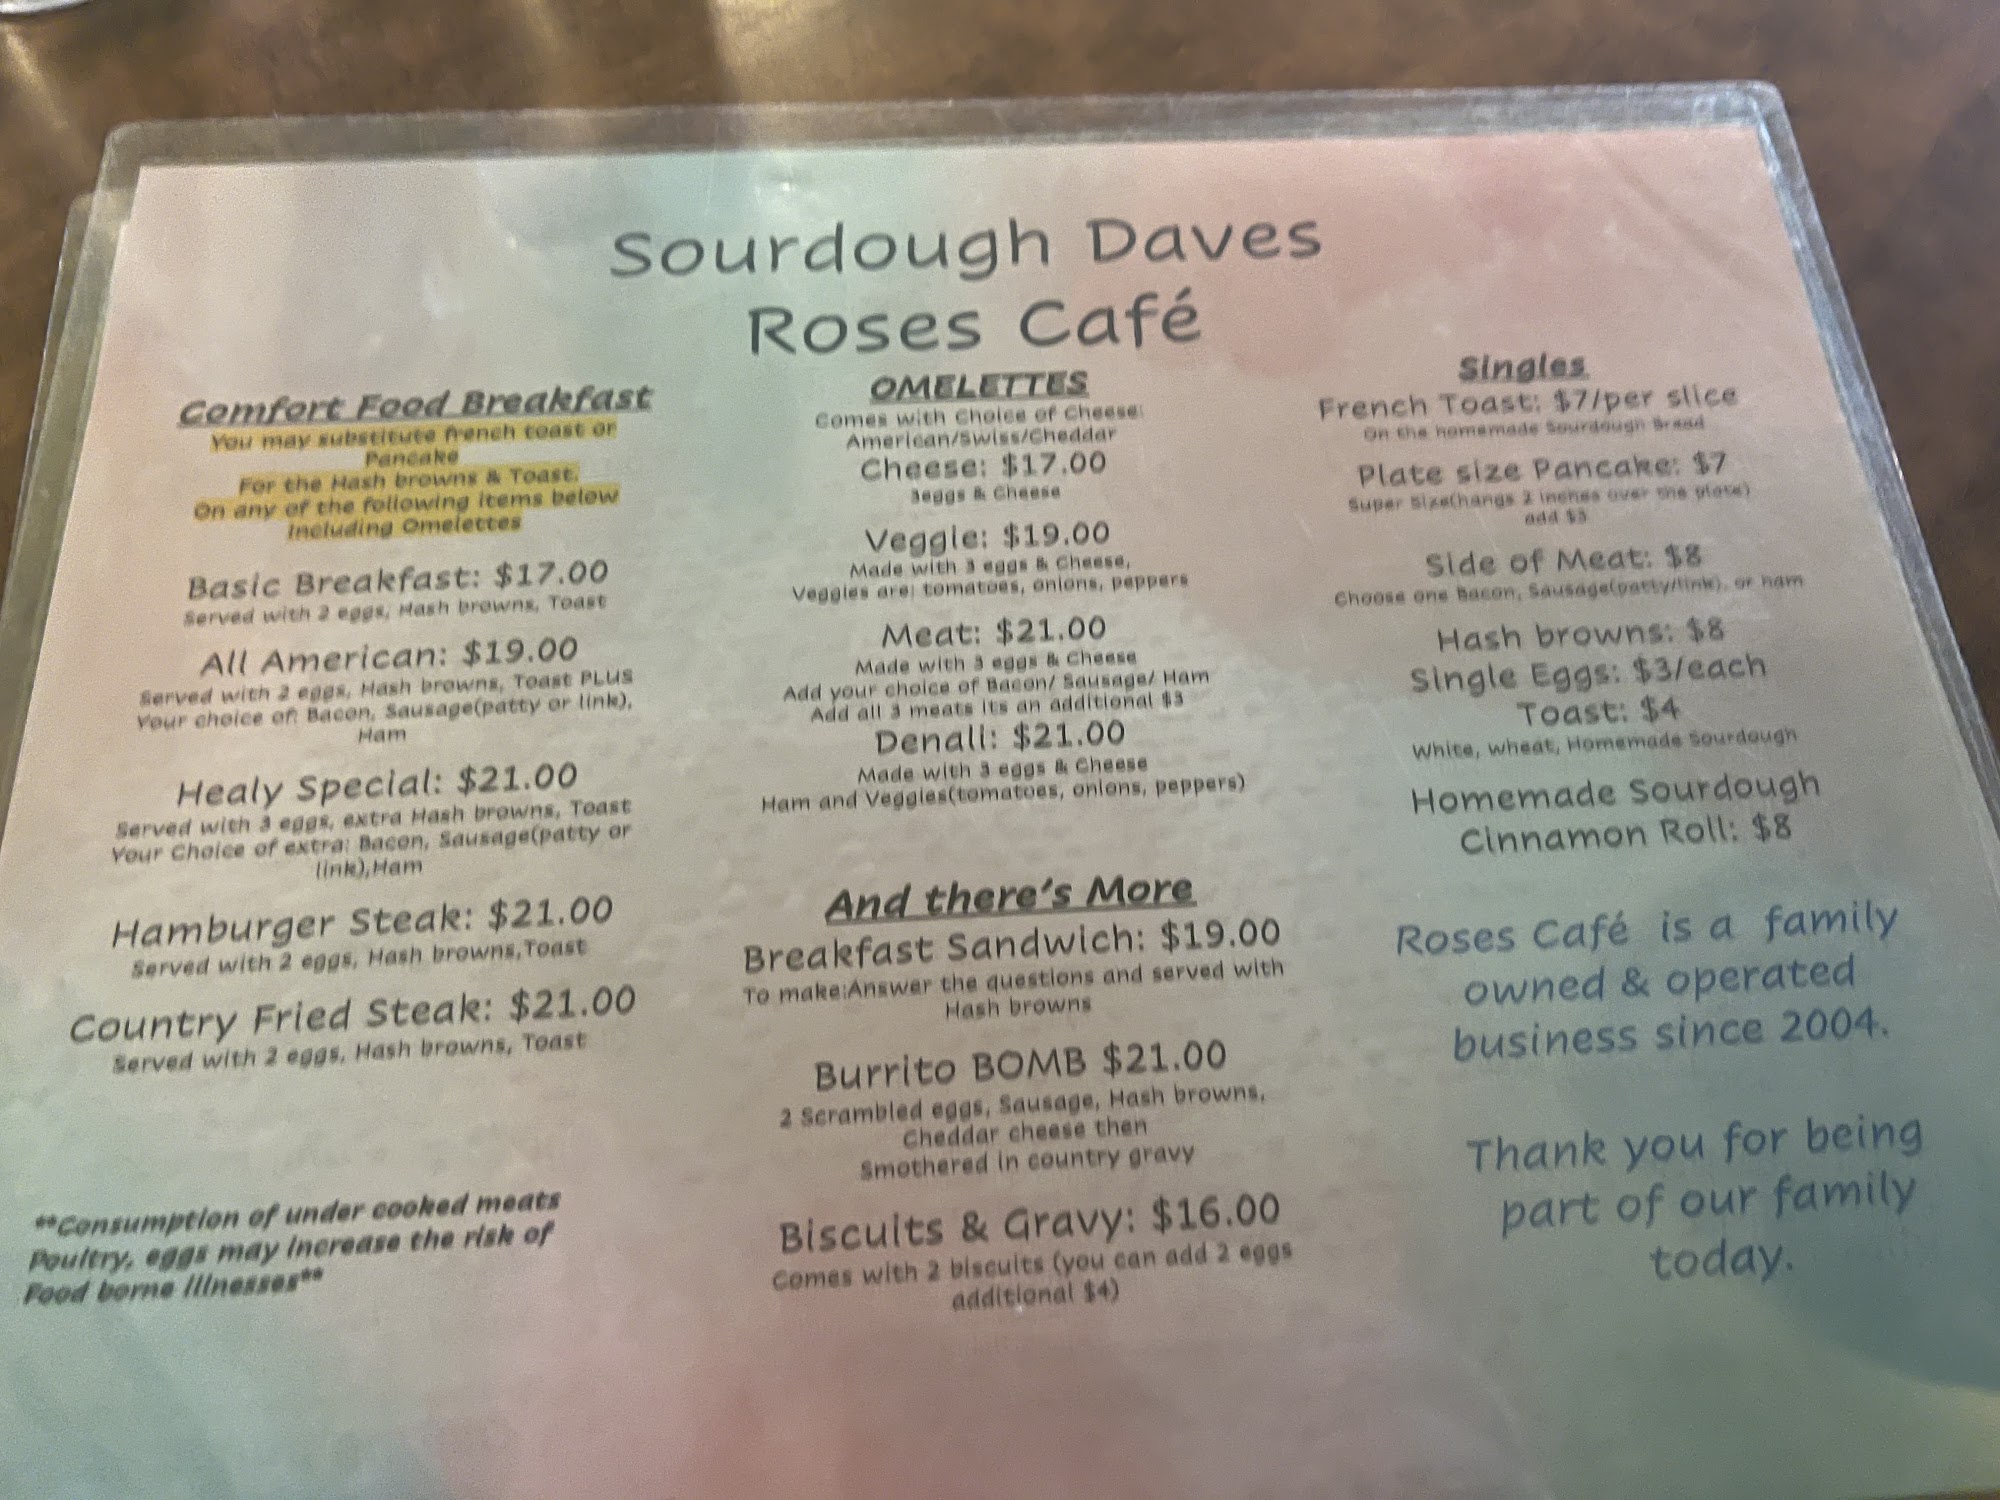 Sourdough Daves
Roses Café
Comfort Food Breakfast
You may substitute french toast or
Pancake
For the Hash browns & Toast.
On any of the following items below
Including Omelettes
Basic Breakfast: $17.00
Served with 2 eggs, Hash browns, Toast
All American: $19.00
Served with 2 eggs, Hash browns, Toast PLUS
Your choice of: Bacon, Sausage(patty or link),
Ham
Healy Special: $21.00
Served with 3 eggs, extra Hash browns, Toast
Your Choice of extra: Bacon, Sausage(patty or
link),Ham
Hamburger Steak: $21.00
Served with 2 eggs, Hash browns,Toast
Country Fried Steak: $21.00
Served with 2 eggs, Hash browns, Toast
**Consumption of under cooked meats
Poultry, eggs may increase the risk of
Food borne illnesses**
OMELETTES
Comes with Choice of Cheese:
American/Swiss/Cheddar
Cheese: $17.00
3eggs & Cheese
Veggie: $19.00
Made with 3 eggs & Cheese,
Veggies are: tomatoes, onions, peppers
Meat: $21.00
Made with 3 eggs & Cheese
Add your choice of Bacon/ Sausage/ Ham
Add all 3 meats its an additional $3
Denali: $21.00
Made with 3 eggs & Cheese
Ham and Veggies(tomatoes, onions, peppers)
And there's More
Breakfast Sandwich: $19.00
To make:Answer the questions and served with
Hash browns
Burrito BOMB $21.00
2 Scrambled eggs, Sausage, Hash browns,
Cheddar cheese then
Smothered in country gravy
Biscuits & Gravy: $16.00
Comes with 2 biscuits (you can add 2 eggs
additional $4)
Singles
French Toast: $7/per slice
On the homemade Sourdough Bread
Plate size Pancake: $7
Super Size(hangs 2 inches over the plate)
add $3
Side of Meat: $8
Choose one Bacon, Sausage(patty/link), or ham
Hash browns: $8
Single Eggs: $3/each
Toast: $4
White, wheat, Homemade Sourdough
Homemade Sourdough
Cinnamon Roll: $8
Roses Café is a family
owned & operated
business since 2004.
Thank you for being
part of our family
today.